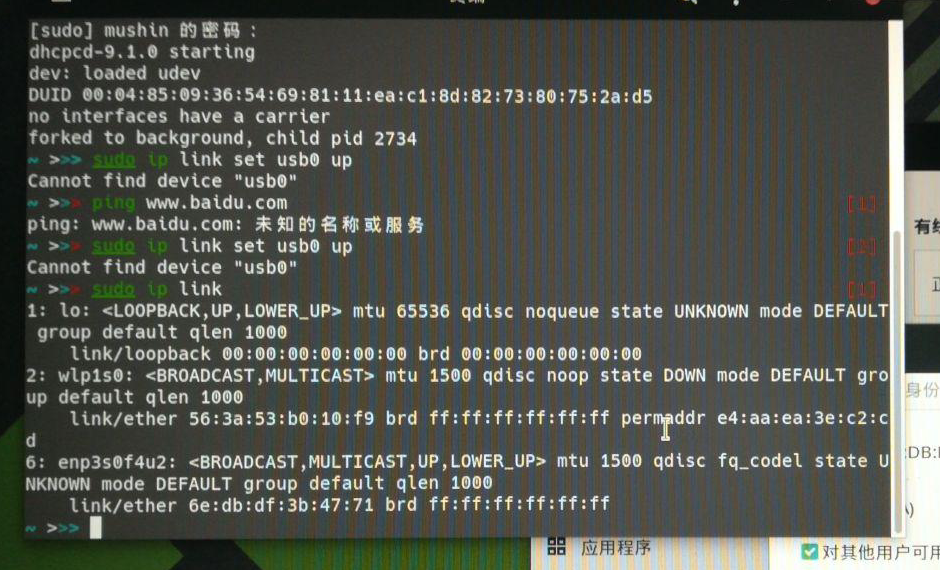 [sudo] mushin 的密码：
dhcpcd-9.1.0 starting
dev: loaded udev
DUID 00:04:85:09:36:54:69:81:11:ea:c1:8d:82:73:80:75:2a:d5
no interfaces have a carrier
forked to background, child pid 2734
~ >>> sudo ip link set usb0 up
Cannot find device "usb0"
~ >>> ping www.baidu.com [1]
ping: www.baidu.com: 未知的名称或服务
~ >>> sudo ip link set usb0 up [2]
Cannot find device "usb0"
~ >>> sudo ip link [1]
1: lo: <LOOPBACK,UP,LOWER_UP> mtu 65536 qdisc noqueue state UNKNOWN mode DEFAULT
group default qlen 1000
link/loopback 00:00:00:00:00:00 brd 00:00:00:00:00:00
2: wlp1s0: <BROADCAST,MULTICAST> mtu 1500 qdisc noop state DOWN mode DEFAULT gro
up default qlen 1000
link/ether 56:3a:53:b0:10:f9 brd ff:ff:ff:ff:ff:ff permaddr e4:aa:ea:3e:c2:c
d
6: enp3s0f4u2: <BROADCAST,MULTICAST,UP,LOWER_UP> mtu 1500 qdisc fq_codel state U
NKNOWN mode DEFAULT group default qlen 1000
link/ether 6e:db:df:3b:47:71 brd ff:ff:ff:ff:ff:ff
~ >>>
身份
:DB:
应用程序
对其他用户可用